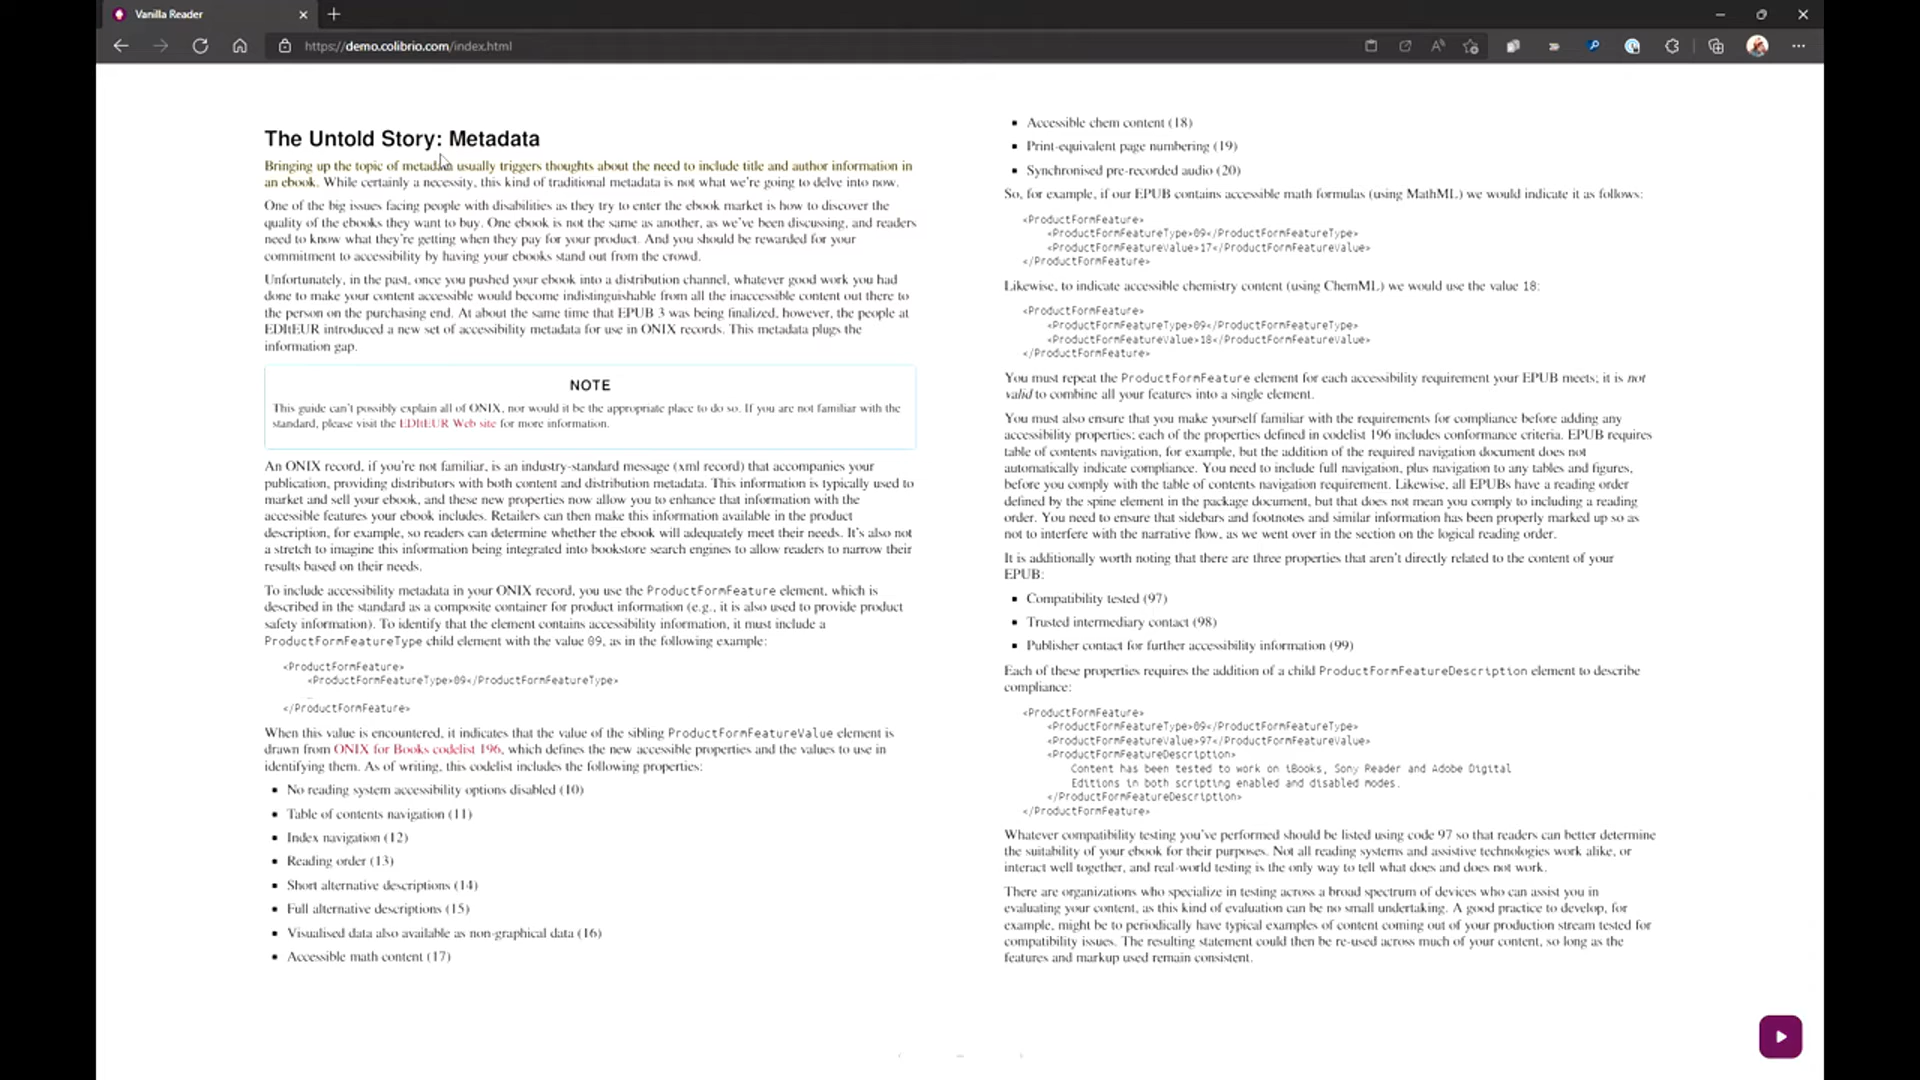 Vanilla Reader
https://demo.colibrio.com/index.html
The Untold Story: Metadata
Bringing up the topic of metadata usually triggers thoughts about the need to include title and author information in
an ebook. While certainly a necessity, this kind of traditional metadata is not what we're going to delve into now.
One of the big issues facing people with disabilities as they try to enter the ebook market is how to discover the
quality of the ebooks they want to buy. One ebook is not the same as another, as we've been discussing, and readers
need to know what they're getting when they pay for your product. And you should be rewarded for your
commitment to accessibility by having your ebooks stand out from the crowd.
Unfortunately, in the past, once you pushed your ebook into a distribution channel, whatever good work you had
done to make your content accessible would become indistinguishable from all the inaccessible content out there to
the person on the purchasing end. At about the same time that EPUB 3 was being finalized, however, the people at
EDItEUR introduced a new set of accessibility metadata for use in ONIX records. This metadata plugs the
information gap.
NOTE
This guide can't possibly explain all of ONIX, nor would it be the appropriate place to do so. If you are not familiar with the
standard, please visit the EDItEUR Web site for more information.
An ONIX record, if you're not familiar, is an industry-standard message (xml record) that accompanies your
publication, providing distributors with both content and distribution metadata. This information is typically used to
market and sell your ebook, and these new properties now allow you to enhance that information with the
accessible features your ebook includes. Retailers can then make this information available in the product
description, for example, so readers can determine whether the ebook will adequately meet their needs. It's also not
a stretch to imagine this information being integrated into bookstore search engines to allow readers to narrow their
results based on their needs.
To include accessibility metadata in your ONIX record, you use the ProductFormFeature element, which is
described in the standard as a composite container for product information (e.g., it is also used to provide product
safety information). To identify that the element contains accessibility information, it must include a
ProductFormFeatureType child element with the value 09, as in the following example:
<ProductFormFeature>
<ProductFormFeatureType>09</ProductFormFeatureType>
…
</ProductFormFeature>
When this value is encountered, it indicates that the value of the sibling ProductFormFeatureValue element is
drawn from ONIX for Books codelist 196, which defines the new accessible properties and the values to use in
identifying them. As of writing, this codelist includes the following properties:
▪ No reading system accessibility options disabled (10)
▪ Table of contents navigation (11)
▪ Index navigation (12)
▪ Reading order (13)
▪ Short alternative descriptions (14)
▪ Full alternative descriptions (15)
▪ Visualised data also available as non-graphical data (16)
▪ Accessible math content (17)
▪ Accessible chem content (18)
▪ Print-equivalent page numbering (19)
▪ Synchronised pre-recorded audio (20)
So, for example, if our EPUB contains accessible math formulas (using MathML) we would indicate it as follows:
<ProductFormFeature>
<ProductFormFeatureType>09</ProductFormFeatureType>
<ProductFormFeatureValue>17</ProductFormFeatureValue>
</ProductFormFeature>
Likewise, to indicate accessible chemistry content (using ChemML) we would use the value 18:
<ProductFormFeature>
<ProductFormFeatureType>09</ProductFormFeatureType>
<ProductFormFeatureValue>18</ProductFormFeatureValue>
</ProductFormFeature>
You must repeat the ProductFormFeature element for each accessibility requirement your EPUB meets; it is not
valid to combine all your features into a single element.
You must also ensure that you make yourself familiar with the requirements for compliance before adding any
accessibility properties; each of the properties defined in codelist 196 includes conformance criteria. EPUB requires
table of contents navigation, for example, but the addition of the required navigation document does not
automatically indicate compliance. You need to include full navigation, plus navigation to any tables and figures,
before you comply with the table of contents navigation requirement. Likewise, all EPUBs have a reading order
defined by the spine element in the package document, but that does not mean you comply to including a reading
order. You need to ensure that sidebars and footnotes and similar information has been properly marked up so as
not to interfere with the narrative flow, as we went over in the section on the logical reading order.
It is additionally worth noting that there are three properties that aren't directly related to the content of your
EPUB:
▪ Compatibility tested (97)
▪ Trusted intermediary contact (98)
▪ Publisher contact for further accessibility information (99)
Each of these properties requires the addition of a child ProductFormFeatureDescription element to describe
compliance:
<ProductFormFeature>
<ProductFormFeatureType>09</ProductFormFeatureType>
<ProductFormFeatureValue>97</ProductFormFeatureValue>
<ProductFormFeatureDescription>
Content has been tested to work on iBooks, Sony Reader and Adobe Digital
Editions in both scripting enabled and disabled modes.
</ProductFormFeatureDescription>
</ProductFormFeature>
Whatever compatibility testing you've performed should be listed using code 97 so that readers can better determine
the suitability of your ebook for their purposes. Not all reading systems and assistive technologies work alike, or
interact well together, and real-world testing is the only way to tell what does and does not work.
There are organizations who specialize in testing across a broad spectrum of devices who can assist you in
evaluating your content, as this kind of evaluation can be no small undertaking. A good practice to develop, for
example, might be to periodically have typical examples of content coming out of your production stream tested for
compatibility issues. The resulting statement could then be re-used across much of your content, so long as the
features and markup used remain consistent.